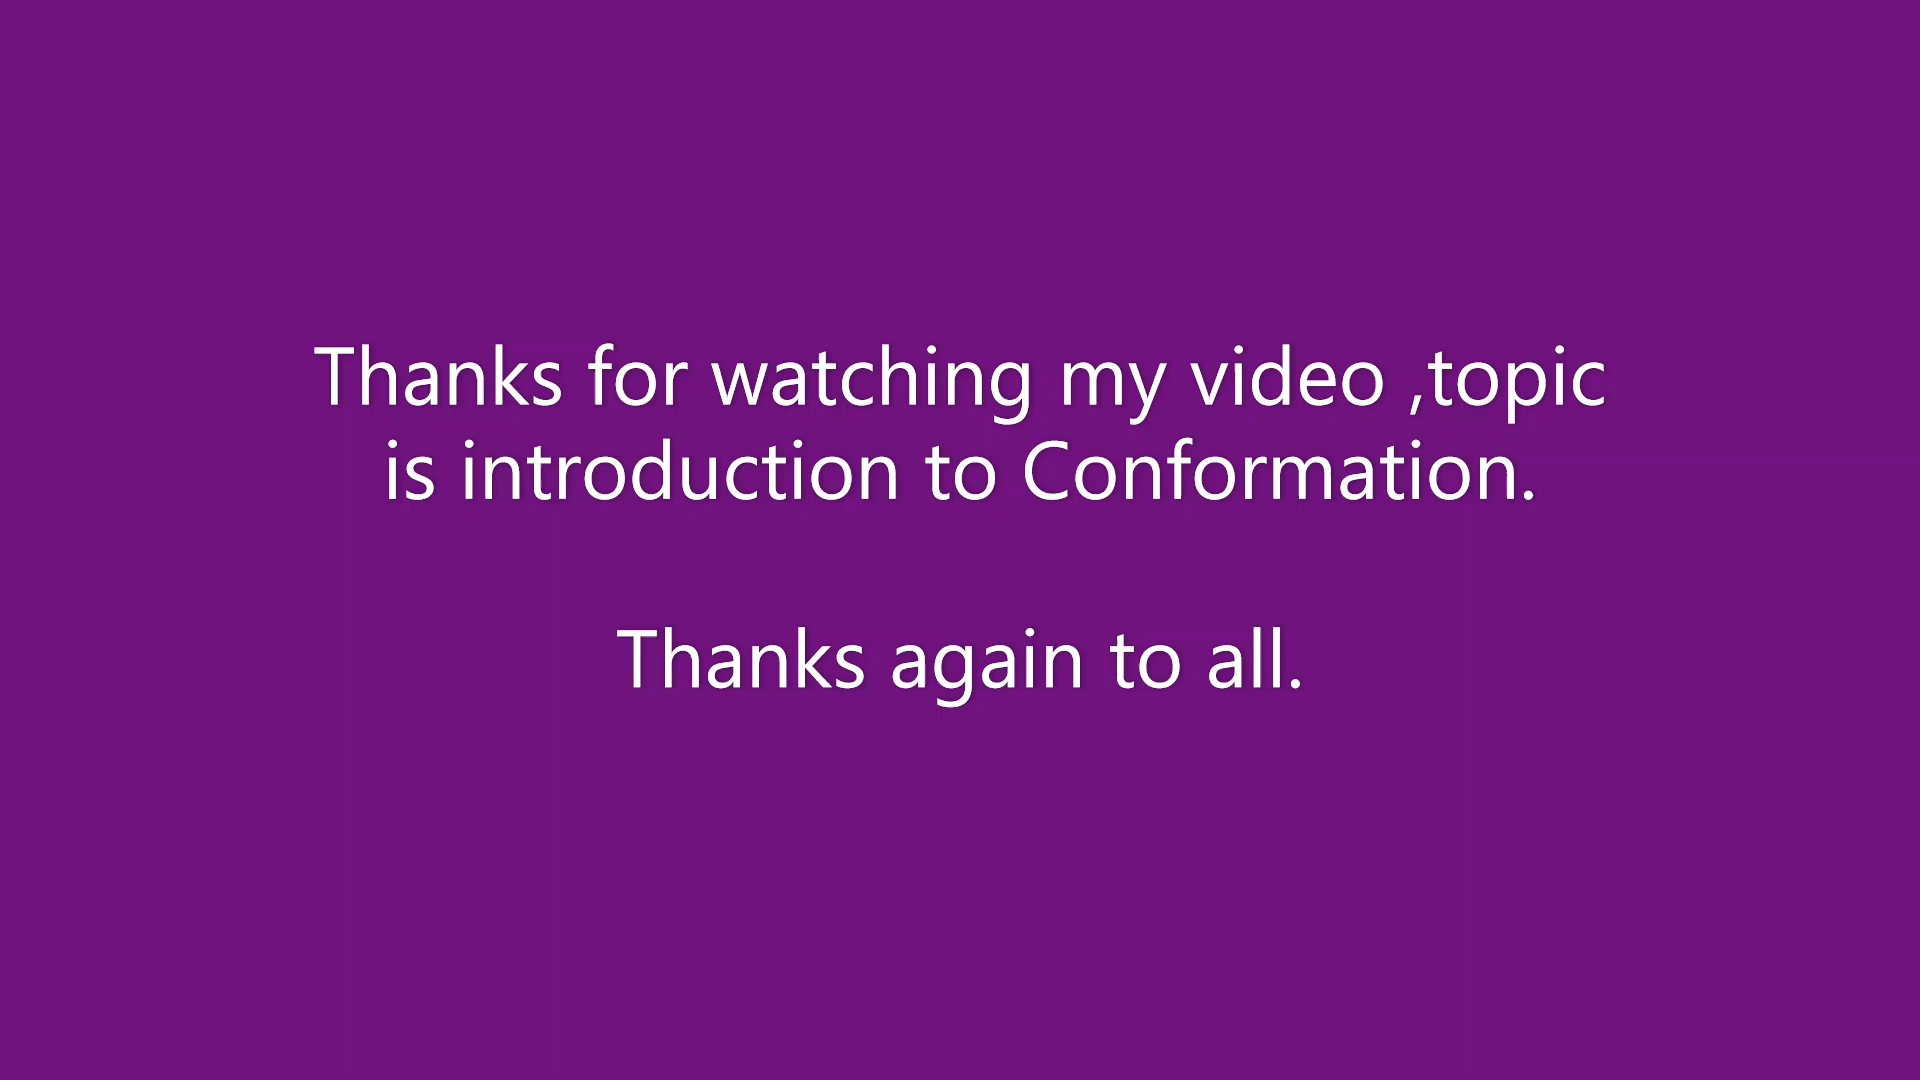 Thanks for watching my video ,topic
is introduction to Conformation.
Thanks again to all.